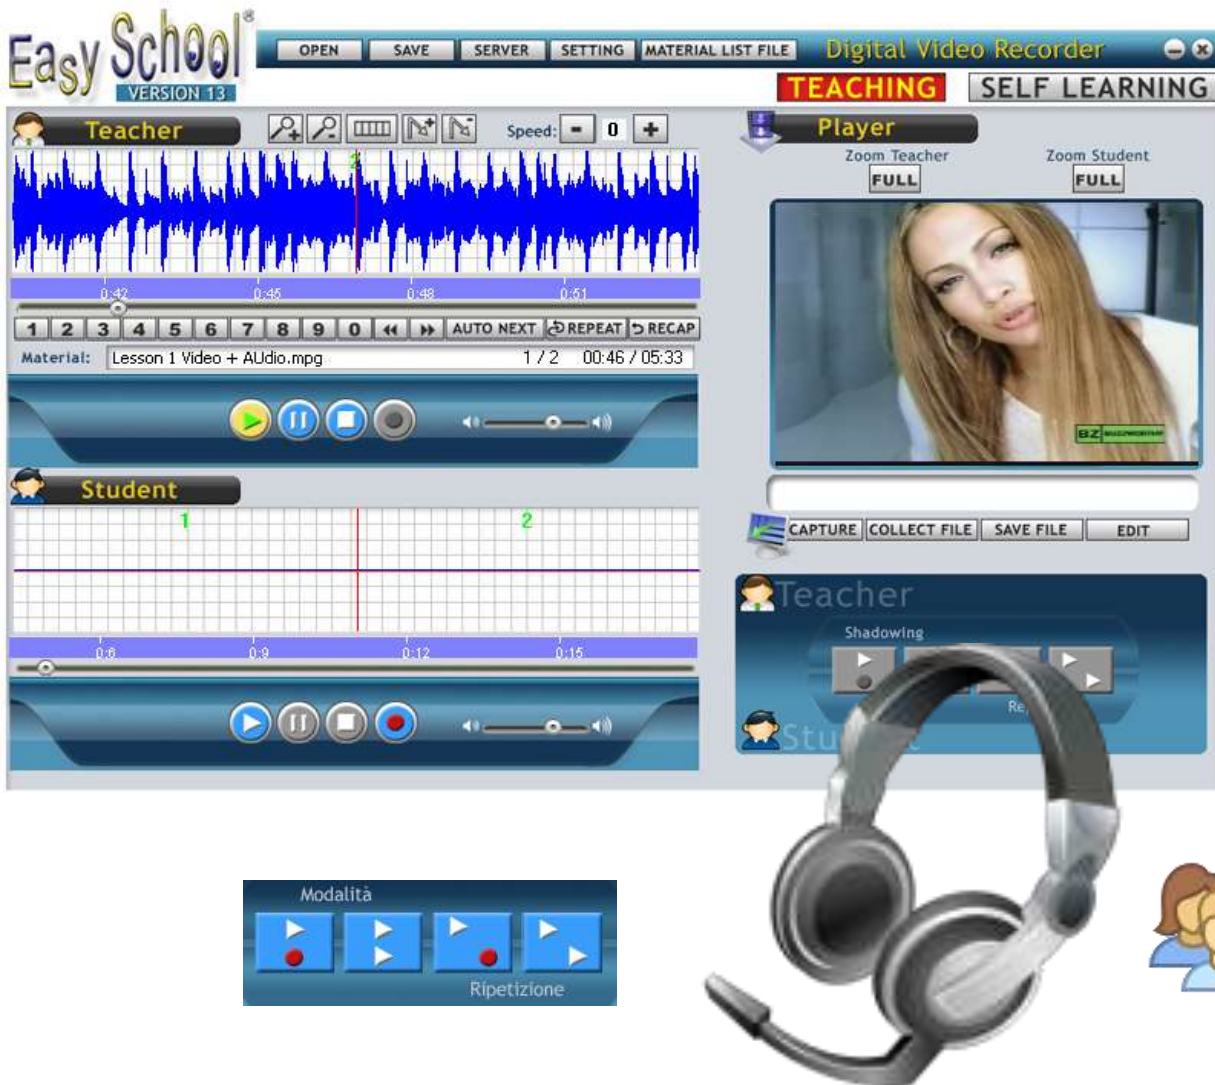 Easy School®
VERSION 13
OPEN SAVE SERVER SETTING MATERIAL LIST FILE Digital Video Recorder
TEACHING SELF LEARNING
Teacher Speed: - 0 +
Player
Zoom Teacher Zoom Student
FULL FULL
2
0:42 0:45 0:48 0:51
1 2 3 4 5 6 7 8 9 0 AUTO NEXT REPEAT RECAP
Material: Lesson 1 Video + AUdio.mpg 1 / 2 00:46 / 05:33
BZ
Student
1 2
0:6 0:9 0:12 0:15
CAPTURE COLLECT FILE SAVE FILE EDIT
Teacher
Shadowing
Modalità
Ripetizione